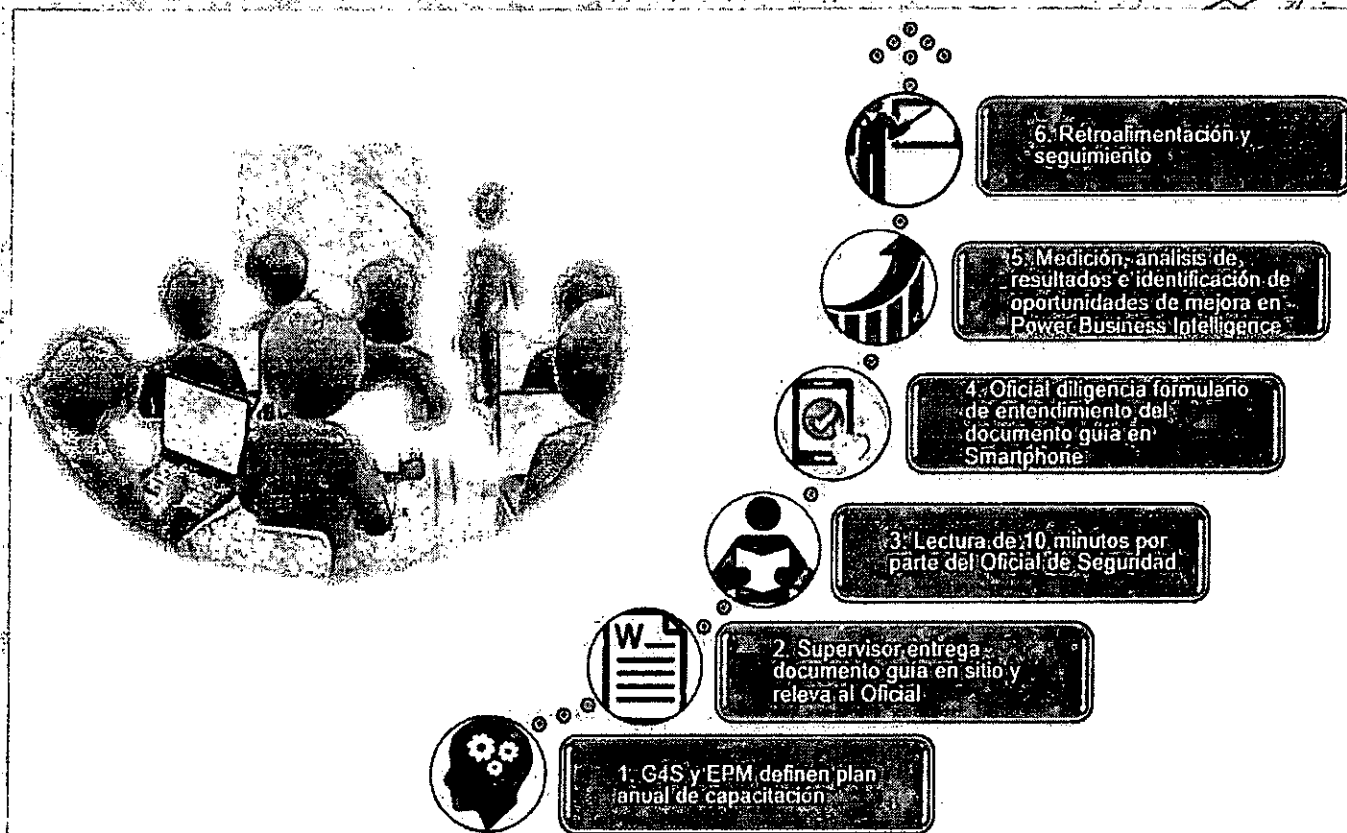 6. Retroalimentación y
seguimiento
5. Medición, análisis de
resultados e identificación de
oportunidades de mejora en
Power Business Intelligence
4. Oficial diligencia formulario
de entendimiento del
documento guía en
Smartphone
3. Lectura de 10 minutos por
parte del Oficial de Seguridad
W
2. Supervisor entrega
documento guía en sitio y
releva al Oficial
1. G4S y EPM definen plan
anual de capacitación